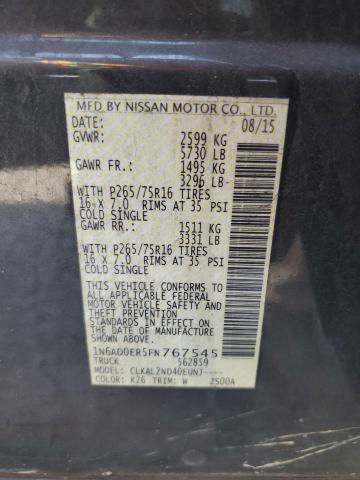 MFD BY NISSAN MOTOR CO., LTD.
DATE: 08/15
GVWR: 2599 KG
5730 LB
GAWR FR.: 1495 KG
3296 LB
WITH P265/75R16 TIRES
16 X 7.0 RIMS AT 35 PSI
COLD SINGLE
GAWR RR.: 1511 KG
3331 LB
WITH P265/75R16 TIRES
16 X 7.0 RIMS AT 35 PSI
COLD SINGLE
THIS VEHICLE CONFORMS TO
ALL APPLICABLE FEDERAL
MOTOR VEHICLE SAFETY
AND THEFT PREVENTION
STANDARDS IN EFFECT ON
THE DATE OF MANUFACTURE
SHOWN ABOVE.
1N6AD0ER5FN767545
TRUCK 562859
MODEL: CLKAL2ND40EUNJ----
COLOR: K26 TRIM: W 2500A